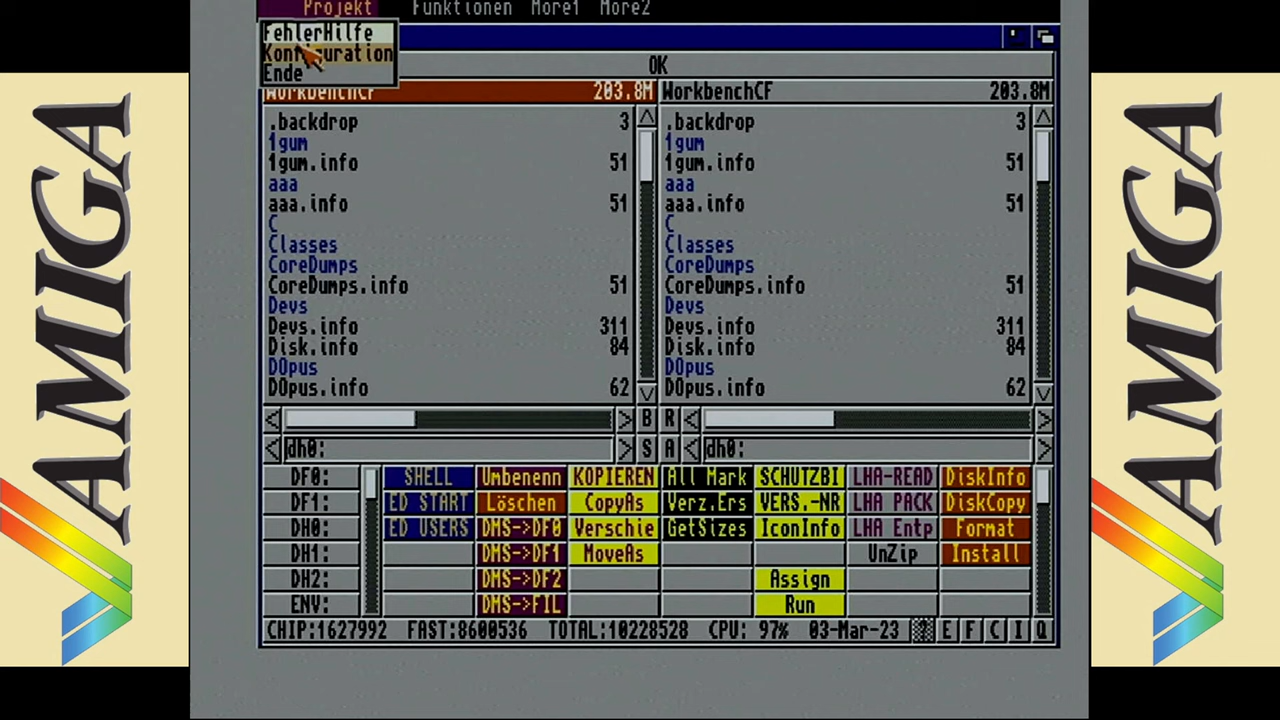 Projekt Funktionen More1 More2
FehlerHilfe
Konfiguration
Ende
OK
WorkbenchCF 203.8M WorkbenchCF 203.8M
.backdrop 3 .backdrop 3
1gum 1gum
1gum.info 51 1gum.info 51
aaa aaa
aaa.info 51 aaa.info 51
C C
Classes Classes
CoreDumps CoreDumps
CoreDumps.info 51 CoreDumps.info 51
Devs Devs
Devs.info 311 Devs.info 311
Disk.info 84 Disk.info 84
DOpus DOpus
DOpus.info 62 DOpus.info 62
< > B R < >
< dh0: > S A < dh0: >
DF0: SHELL Umbenenn KOPIEREN All Mark SCHUTZBI LHA-READ DiskInfo
DF1: ED START Löschen CopyAs Verz.Ers VERS.-NR LHA PACK DiskCopy
DH0: ED USERS DMS->DF0 Verschie GetSizes IconInfo LHA Entp Format
DH1: DMS->DF1 MoveAs UnZip Install
DH2: DMS->DF2 Assign
ENV: DMS->FIL Run
CHIP:1627992 FAST:8600536 TOTAL:10228528 CPU: 97% 03-Mar-23 E F C I Q
AMIGA
AMIGA